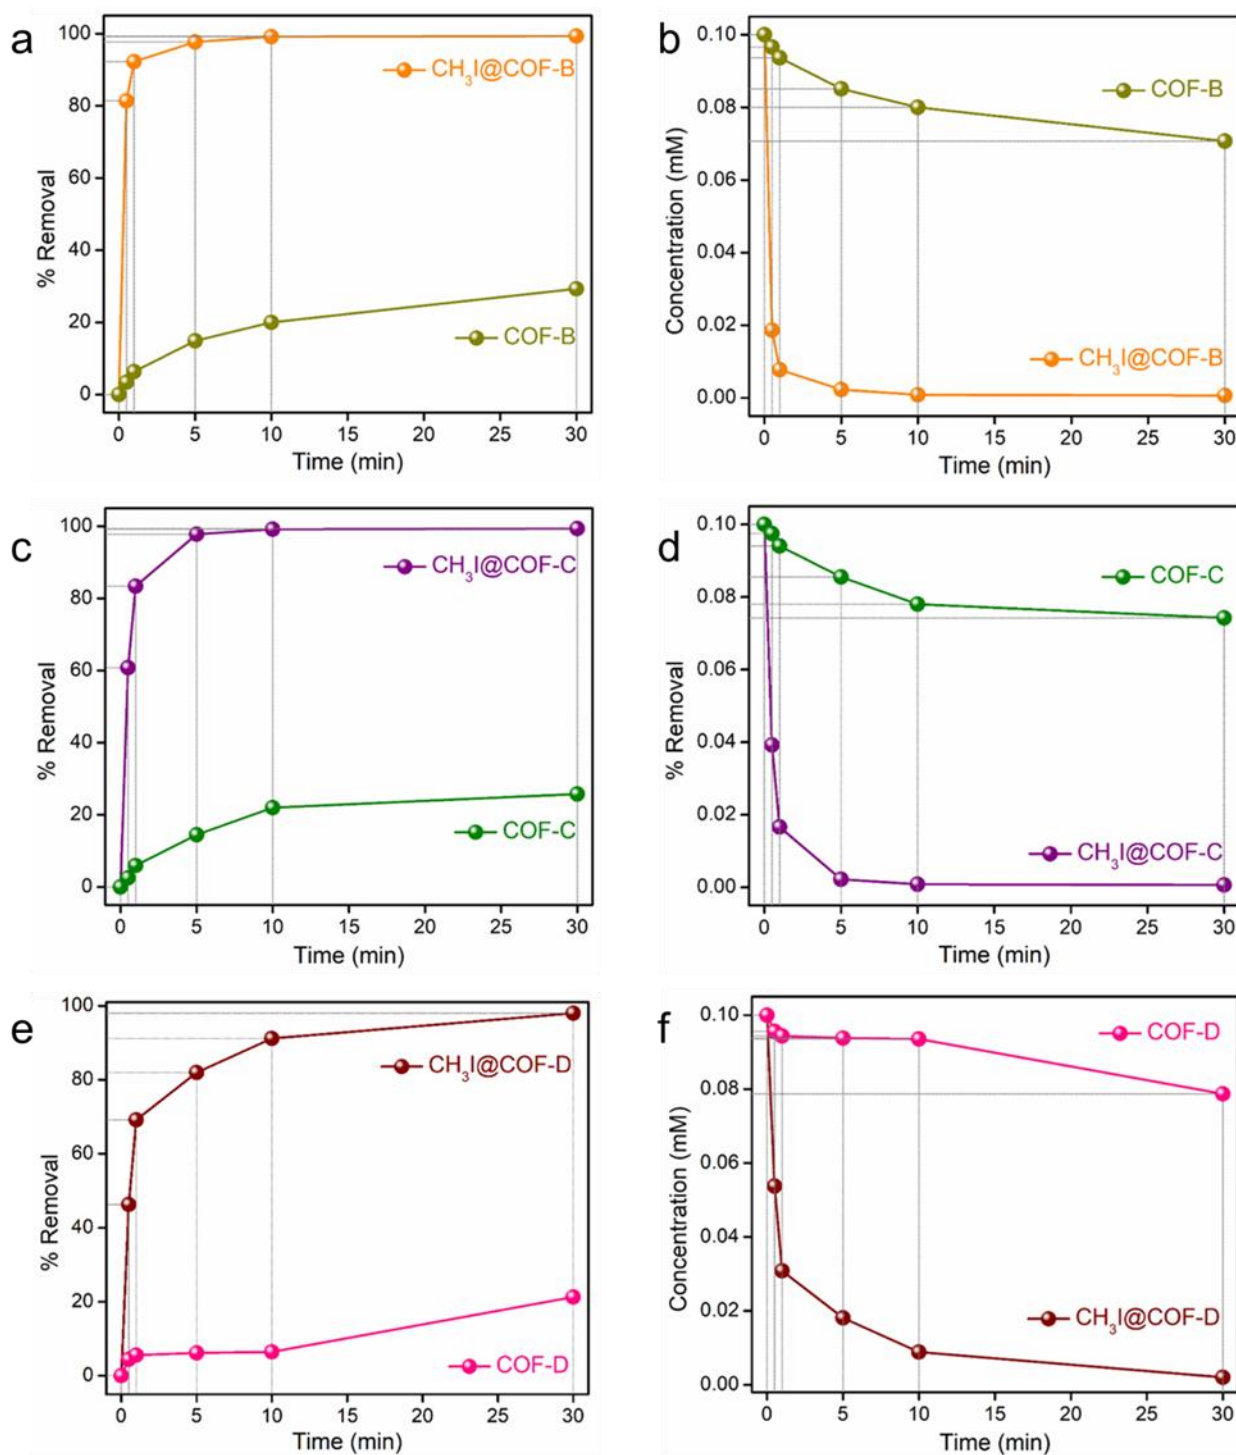 a
100
80
60
40
20
0
% Removal
CH₃I@COF-B
COF-B
0 5 10 15 20 25 30
Time (min)
b
0.10
0.08
0.06
0.04
0.02
0.00
Concentration (mM)
COF-B
CH₃I@COF-B
0 5 10 15 20 25 30
Time (min)
c
100
80
60
40
20
0
% Removal
CH₃I@COF-C
COF-C
0 5 10 15 20 25 30
Time (min)
d
0.10
0.08
0.06
0.04
0.02
0.00
% Removal
COF-C
CH₃I@COF-C
0 5 10 15 20 25 30
Time (min)
e
100
80
60
40
20
0
% Removal
CH₃I@COF-D
COF-D
0 5 10 15 20 25 30
Time (min)
f
0.10
0.08
0.06
0.04
0.02
0.00
Concentration (mM)
COF-D
CH₃I@COF-D
0 5 10 15 20 25 30
Time (min)